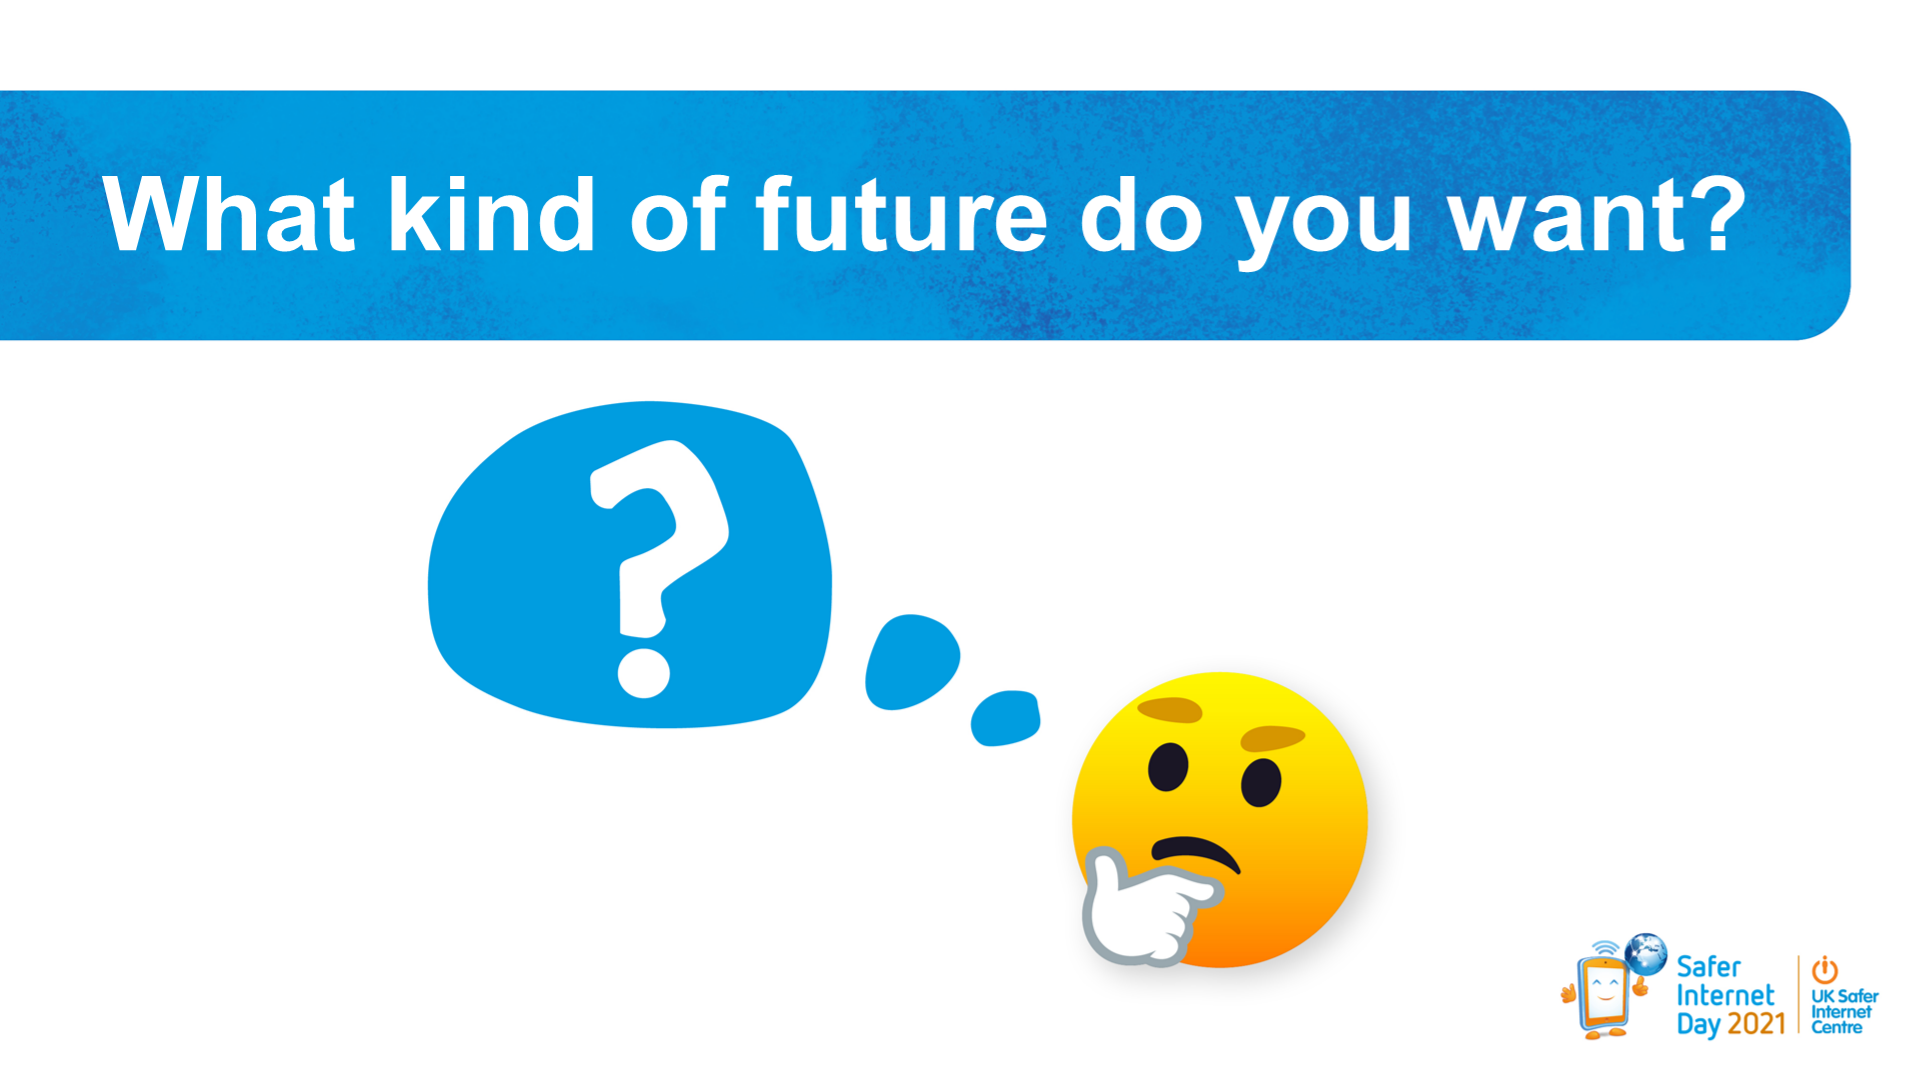 What kind of future do you want?
?
Safer
Internet
Day 2021
UK Safer
Internet
Centre